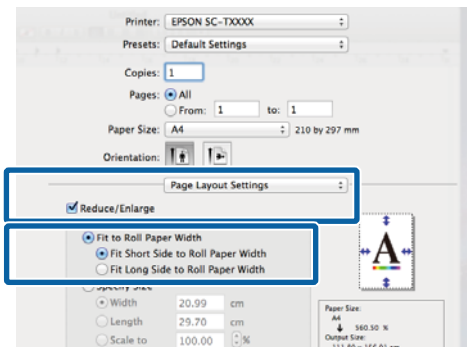 Printer: EPSON SC-TXXXX
Presets: Default Settings
Copies: 1
Pages: All
From: 1 to: 1
Paper Size: A4 210 by 297 mm
Orientation:
Page Layout Settings
Reduce/Enlarge
Fit to Roll Paper Width
Fit Short Side to Roll Paper Width
Fit Long Side to Roll Paper Width
Specify Size
Width 20.99 cm
Length 29.70 cm
Scale to 100.00 %
A
Paper Size:
A4
560.50 %
Output Size: